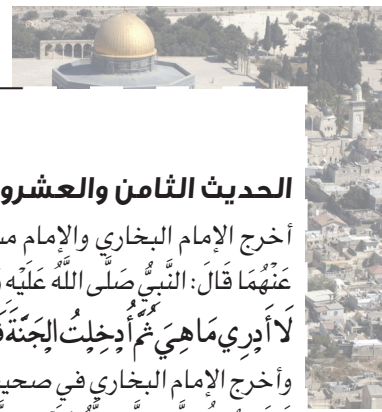 الحديث الثامن والعشرو
أخرج الإمام البخاري والإمام مس
عَنْهُمَا قَالَ: النَّبِيُّ صَلَّى اللَّهُ عَلَيْهِ
لَا أَدِرِي مَا هِيَ ثُمَّ أُدخِلتُ الجَنَّةَ
وأخرج الإمام البخاري في صحيح